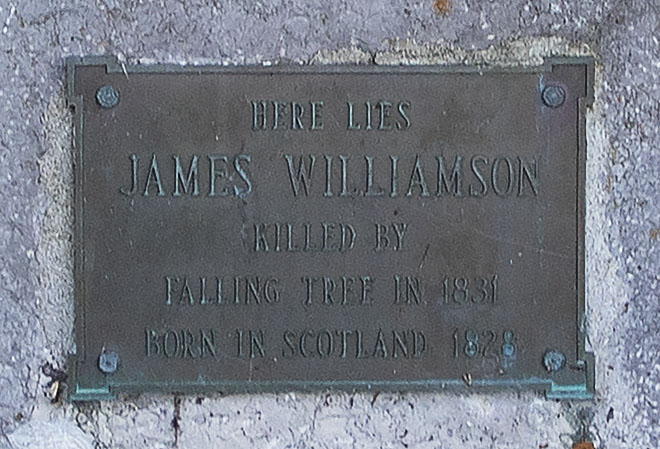 HERE LIES
JAMES WILLIAMSON
KILLED BY
FALLING TREE IN 1831
BORN IN SCOTLAND 1828